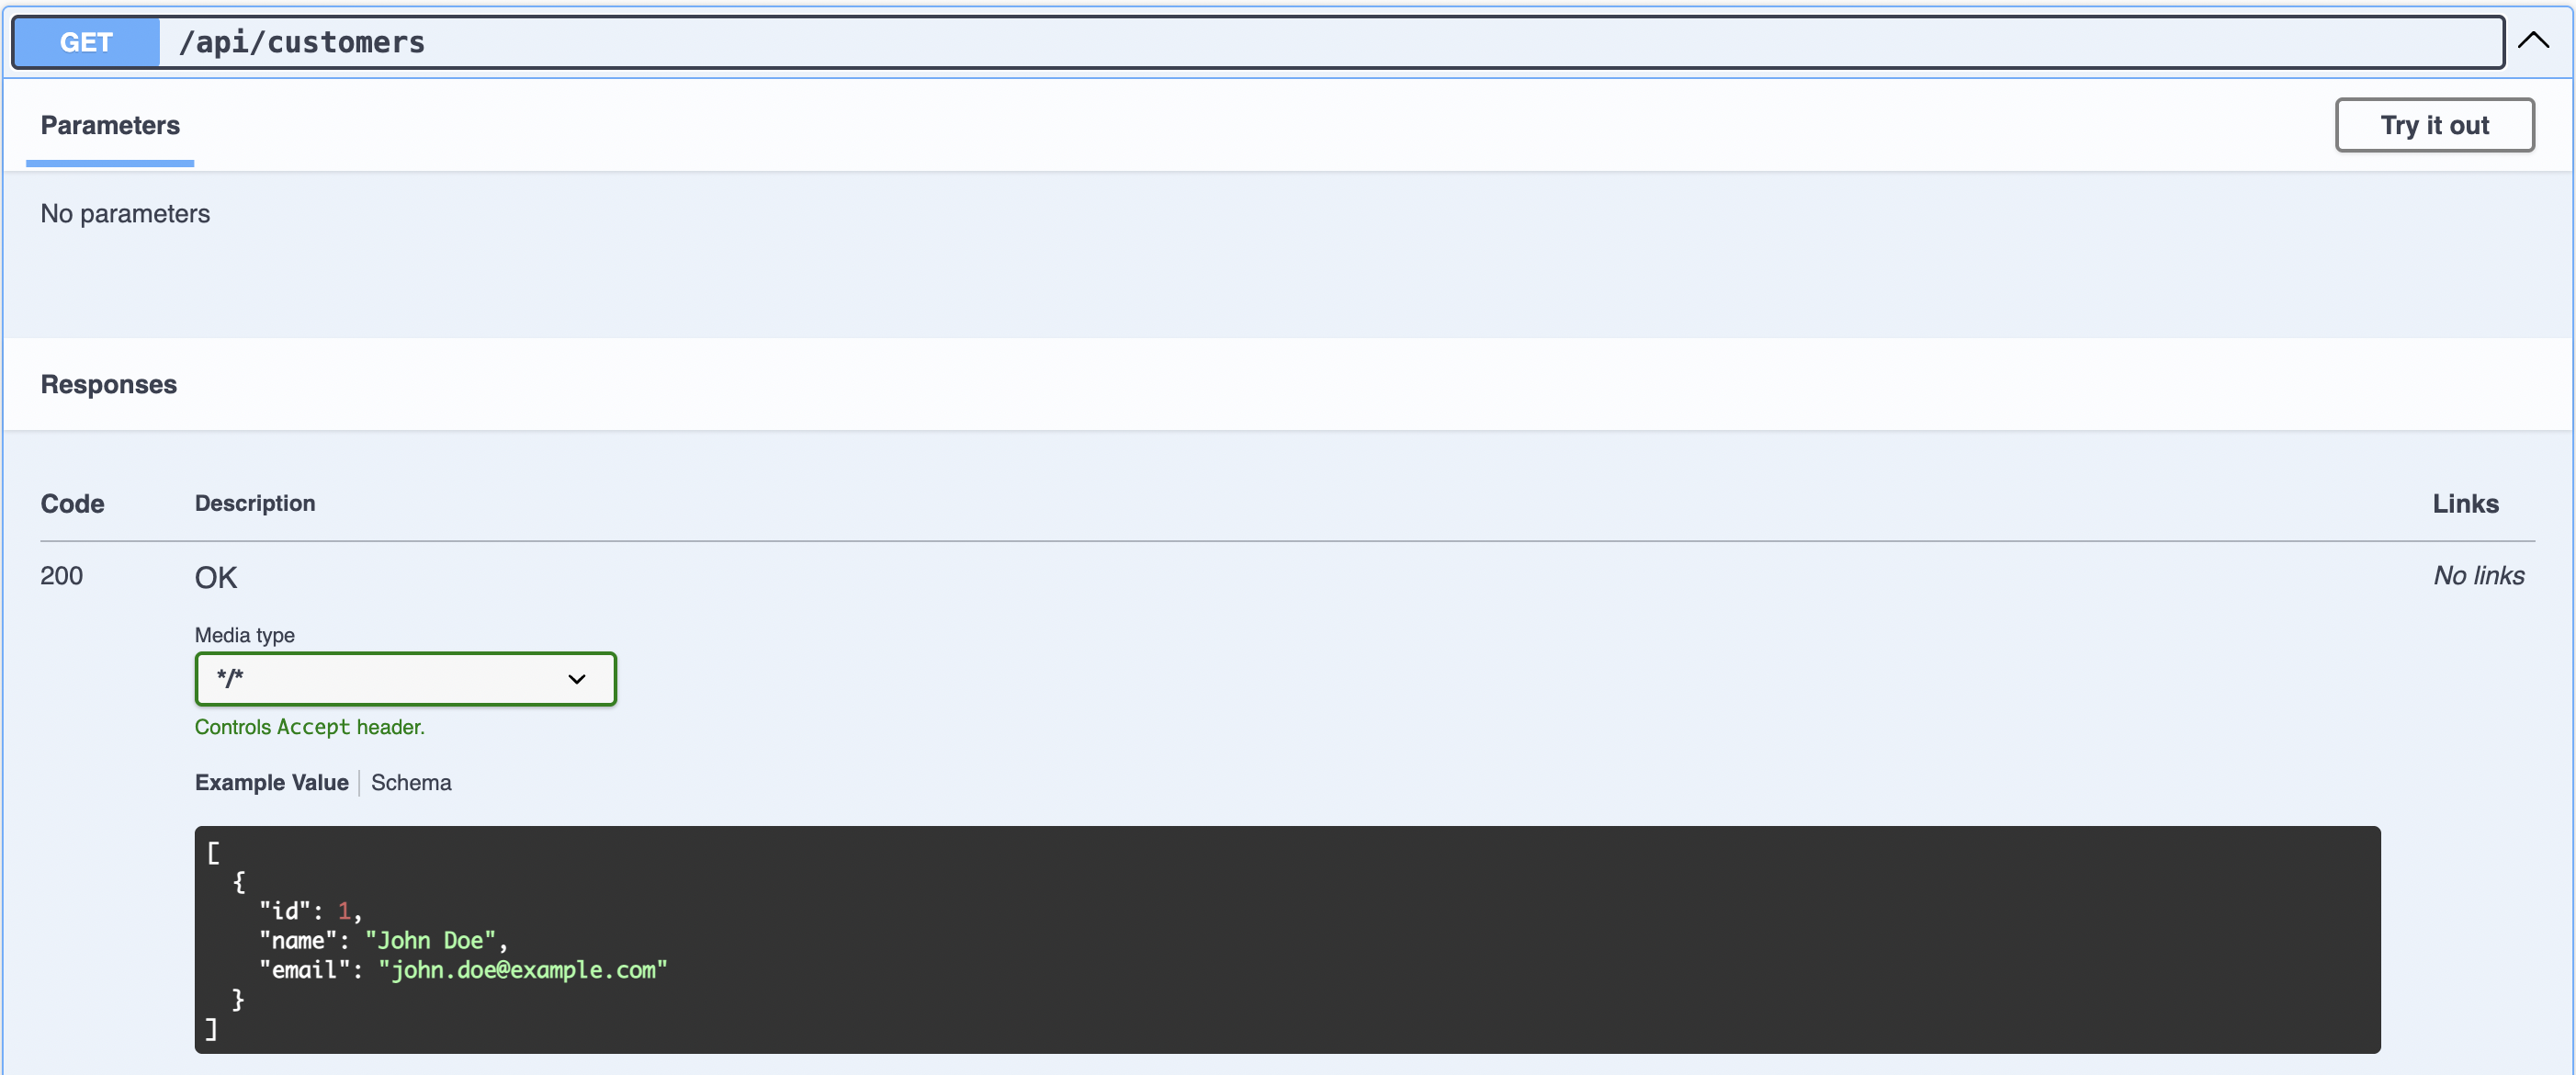 GET /api/customers
Parameters
Try it out
No parameters
Responses
Code Description Links
200 OK No links
Media type
*/*
Controls Accept header.
Example Value Schema
[
  {
    "id": 1,
    "name": "John Doe",
    "email": "john.doe@example.com"
  }
]